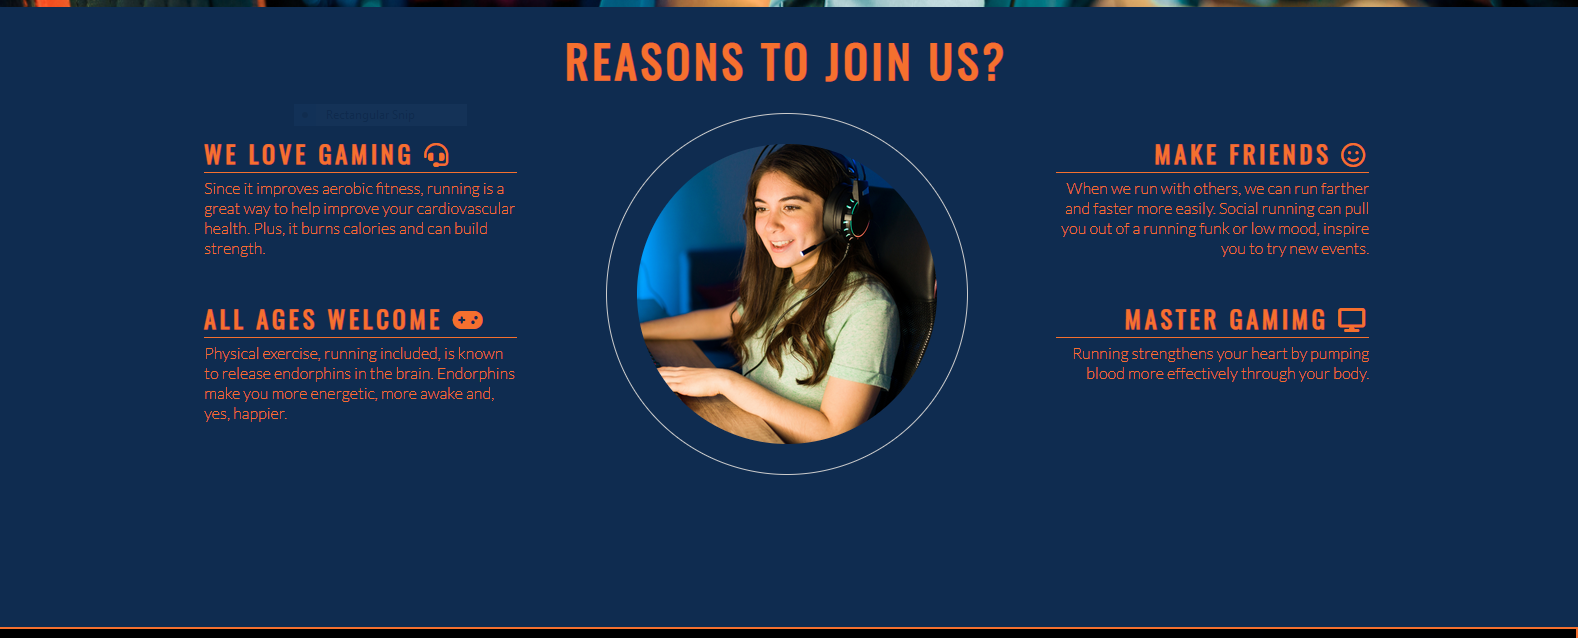 REASONS TO JOIN US?
WE LOVE GAMING
Since it improves aerobic fitness, running is a
great way to help improve your cardiovascular
health. Plus, it burns calories and can build
strength.
ALL AGES WELCOME
Physical exercise, running included, is known
to release endorphins in the brain. Endorphins
make you more energetic, more awake and,
yes, happier.
MAKE FRIENDS
When we run with others, we can run farther
and faster more easily. Social running can pull
you out of a running funk or low mood, inspire
you to try new events.
MASTER GAMIMG
Running strengthens your heart by pumping
blood more effectively through your body.